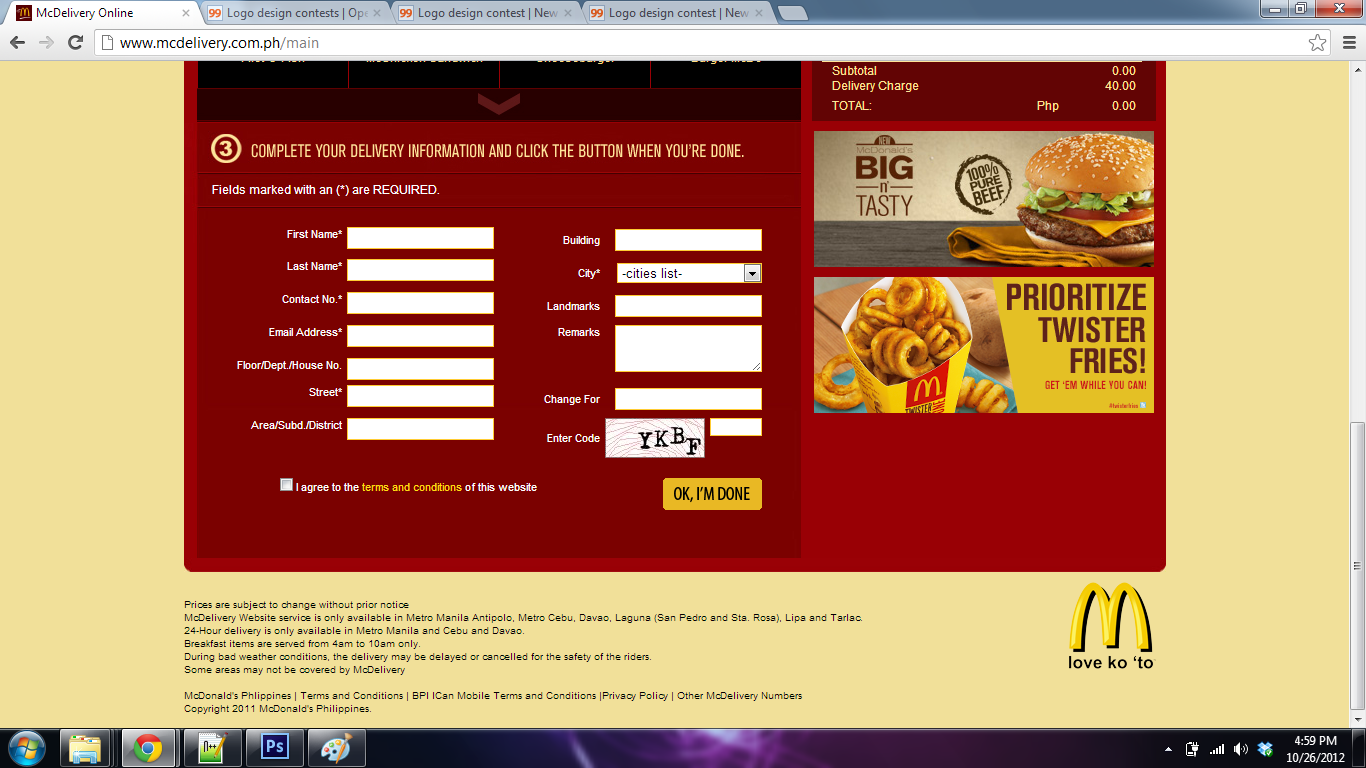 McDelivery Online
Logo design contests | Ope
Logo design contest | New
Logo design contest | New
www.mcdelivery.com.ph/main
Subtotal 0.00
Delivery Charge 40.00
TOTAL: Php 0.00
3 COMPLETE YOUR DELIVERY INFORMATION AND CLICK THE BUTTON WHEN YOU'RE DONE.
Fields marked with an (*) are REQUIRED.
First Name*
Last Name*
Contact No.*
Email Address*
Floor/Dept./House No.
Street*
Area/Subd./District
Building
City* -cities list-
Landmarks
Remarks
Change For
Enter Code YKBF
I agree to the terms and conditions of this website
OK, I'M DONE
NEW
McDonald's
BIG
n'
TASTY
100%
PURE
BEEF
PRIORITIZE
TWISTER
FRIES!
GET 'EM WHILE YOU CAN!
#twisterfries
TWISTER
Prices are subject to change without prior notice
McDelivery Website service is only available in Metro Manila Antipolo, Metro Cebu, Davao, Laguna (San Pedro and Sta. Rosa), Lipa and Tarlac.
24-Hour delivery is only available in Metro Manila and Cebu and Davao.
Breakfast items are served from 4am to 10am only.
During bad weather conditions, the delivery may be delayed or cancelled for the safety of the riders.
Some areas may not be covered by McDelivery
McDonald's Phlippines | Terms and Conditions | BPI ICan Mobile Terms and Conditions |Privacy Policy | Other McDelivery Numbers
Copyright 2011 McDonald's Philippines.
love ko 'to
Ps
4:59 PM
10/26/2012